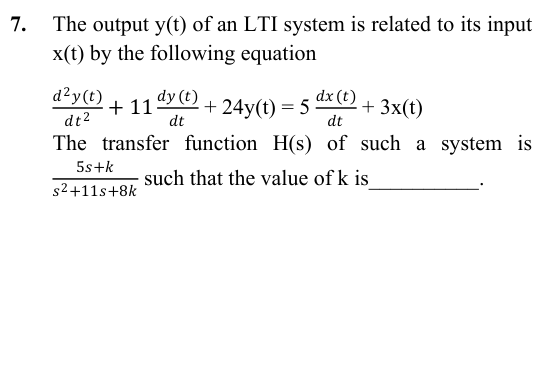 7. The output y(t) of an LTI system is related to its input
x(t) by the following equation
d²y(t)/dt² + 11 dy(t)/dt + 24y(t) = 5 dx(t)/dt + 3x(t)
The transfer function H(s) of such a system is
5s+k/s²+11s+8k such that the value of k is__________.